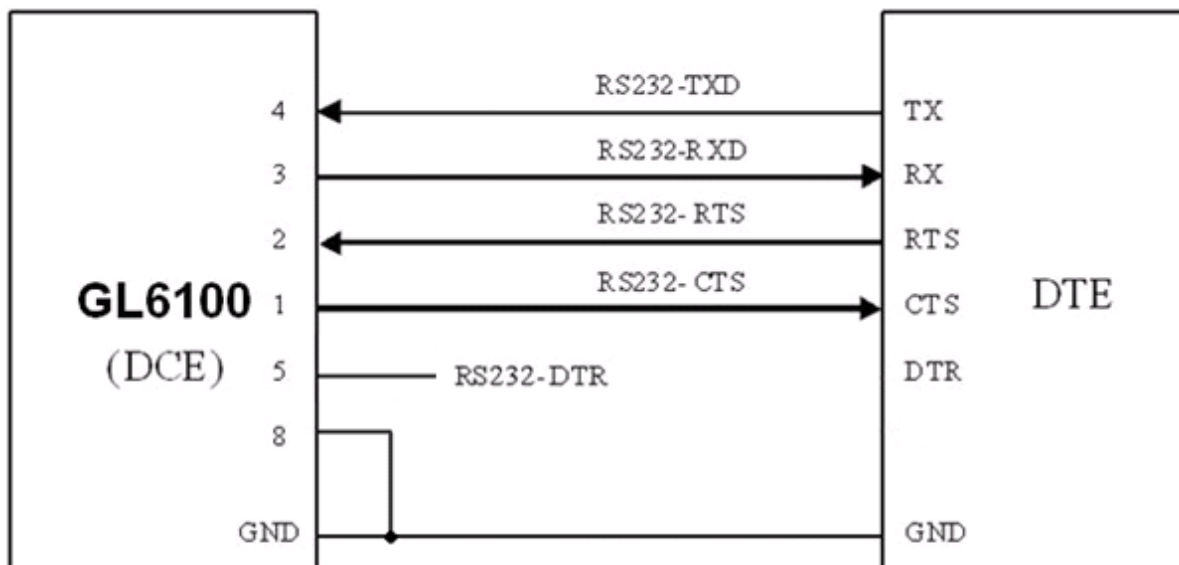 RS232-TXD
4 TX
RS232-RXD
3 RX
RS232- RTS
2 RTS
RS232- CTS
GL6100 1 CTS DTE
(DCE) 5 RS232-DTR DTR
8
GND GND